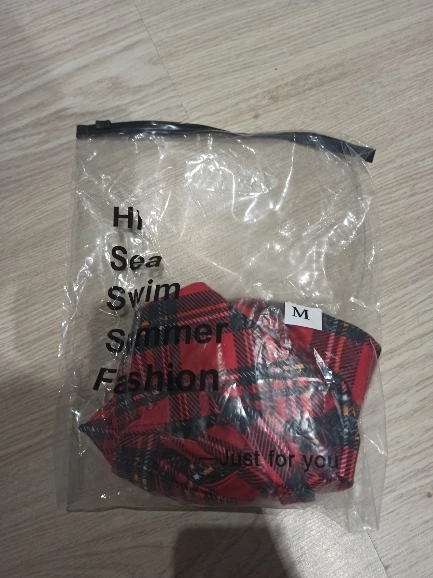 Hi
Sea
Swim
Summer
Fashion
M
—Just for you